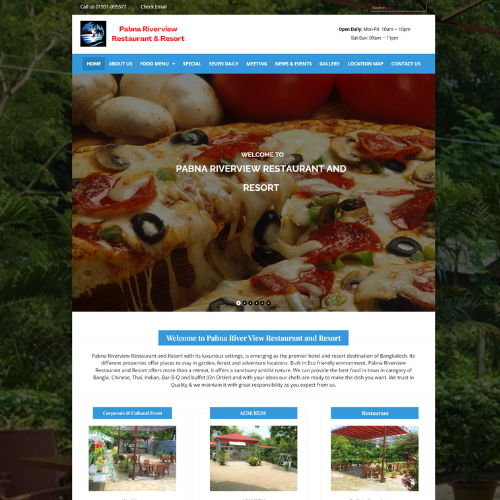 Call us 01931-095577 Check Email
Pabna Riverview
Restaurant & Resort
Open Daily: Mon-Fri: 10am – 10pm
Sat-Sun: 09am – 11pm
HOME ABOUT US FOOD MENU SPECIAL SEVEN DAILY MEETING NEWS & EVENTS GALLERY LOCATION MAP CONTACT US
WELCOME TO
PABNA RIVERVIEW RESTAURANT AND
RESORT
Welcome to Pabna River View Restaurant and Resort
Pabna Riverview Restaurant and Resort with its luxurious settings, is emerging as the premier hotel and resort destination of Bangladesh. Its
different properties offer places to stay in garden, forest and adventure locations. Built in Eco friendly environment, Pabna Riverview
Restaurant and Resort offers more than a retreat, it offers a sanctuary amidst nature. We can provide the best food in town in category of
Bangla, Chinese, Thai, Indian, Bar-B-Q and buffet (On Order) and with your ideas our chefs are ready to make the dish you want. We trust in
Quality & we maintain it with great responsibility as you expect from us.
Corporate & Cultural Event AGM/EGM Restaurant